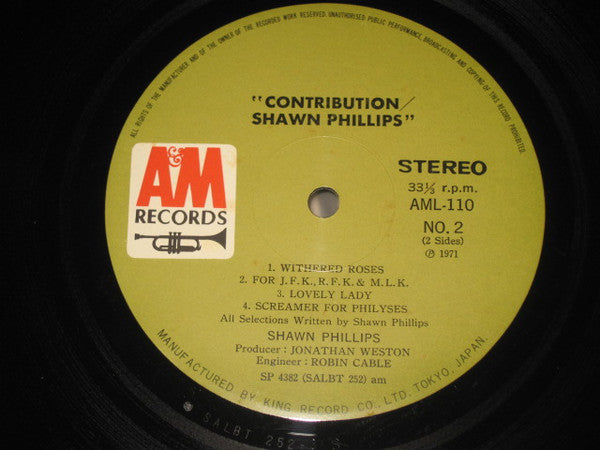 ALL RIGHTS OF THE MANUFACTURER AND OF THE OWNER OF THE RECORDED WORK RESERVED. UNAUTHORISED PUBLIC PERFORMANCE, BROADCASTING AND COPYING OF THIS RECORD PROHIBITED.
"CONTRIBUTION/
SHAWN PHILLIPS"
A&M
RECORDS
STEREO
33⅓ r.p.m.
AML-110
NO. 2
(2 Sides)
Ⓟ 1971
1. WITHERED ROSES
2. FOR J.F.K., R.F.K. & M.L.K.
3. LOVELY LADY
4. SCREAMER FOR PHLYSES
All Selections Written by Shawn Phillips
SHAWN PHILLIPS
Producer : JONATHAN WESTON
Engineer : ROBIN CABLE
SP 4382 (SALBT 252) am
MANUFACTURED BY KING RECORD CO. LTD. TOKYO. JAPAN.
SALBT 252